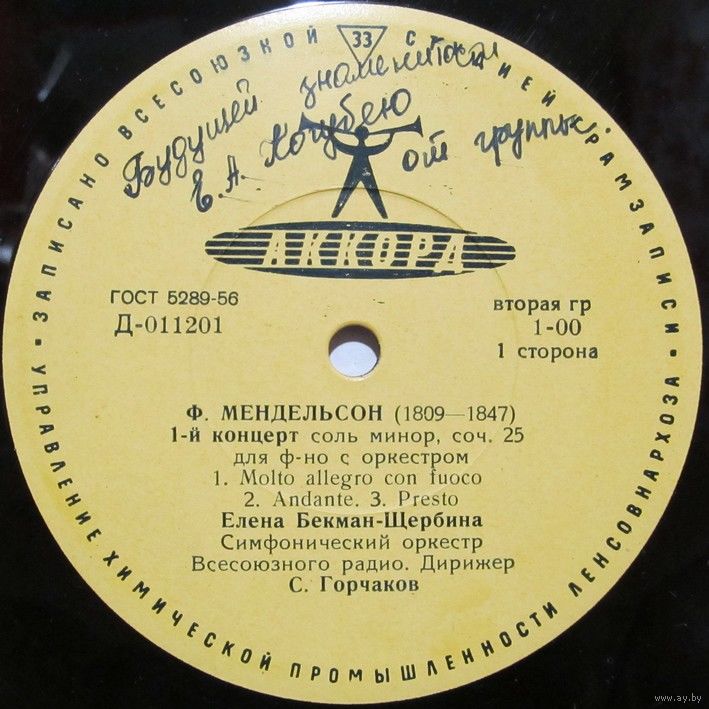 ЗАПИСАНО ВСЕСОЮЗНОЙ СТУДИЕЙ ГРАМЗАПИСИ •
33
Будущей знаменитости
Е. А. Когубею
от группы.
АККОРД
ГОСТ 5289-56
Д-011201
вторая гр
1-00
1 сторона
Ф. МЕНДЕЛЬСОН (1809—1847)
1-й концерт соль минор, соч. 25
для ф-но с оркестром
1. Molto allegro con fuoco
2. Andante. 3. Presto
Елена Бекман-Щербина
Симфонический оркестр
Всесоюзного радио. Дирижер
С. Горчаков
УПРАВЛЕНИЕ ХИМИЧЕСКОЙ ПРОМЫШЛЕННОСТИ ЛЕНСОВНАРХОЗА •
www.ay.by